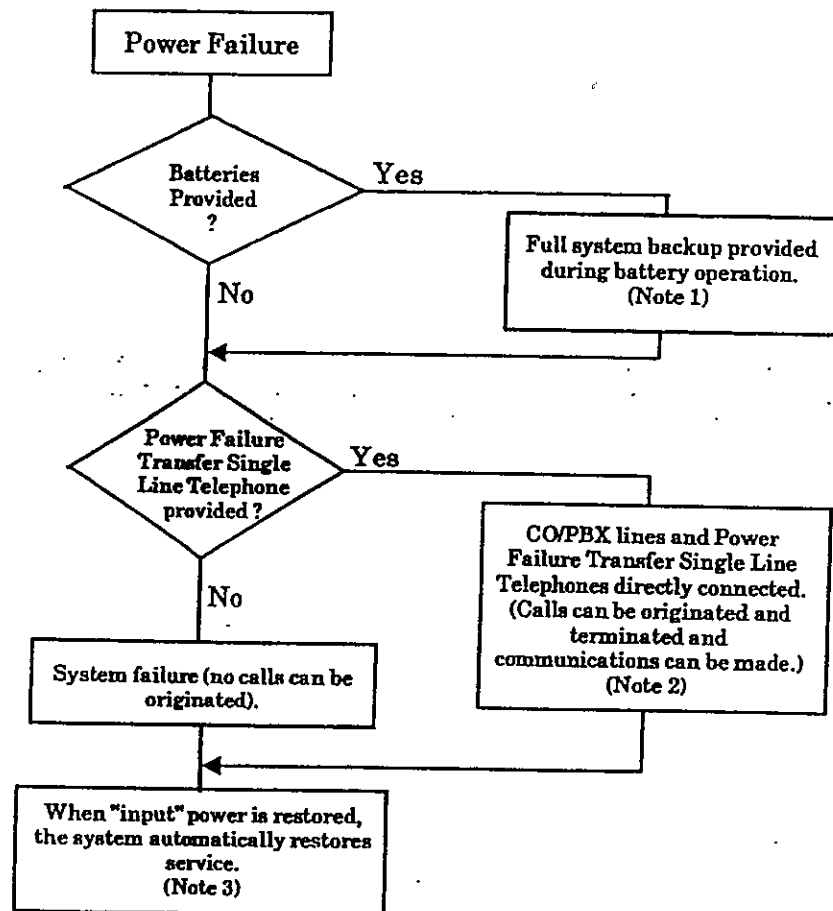 Power Failure
Batteries
Provided
?
Yes
Full system backup provided
during battery operation.
(Note 1)
No
Power Failure
Transfer Single
Line Telephone
provided ?
Yes
CO/PBX lines and Power
Failure Transfer Single Line
Telephones directly connected.
(Calls can be originated and
terminated and
communications can be made.)
(Note 2)
No
System failure (no calls can be
originated).
When "input" power is restored,
the system automatically restores
service.
(Note 3)